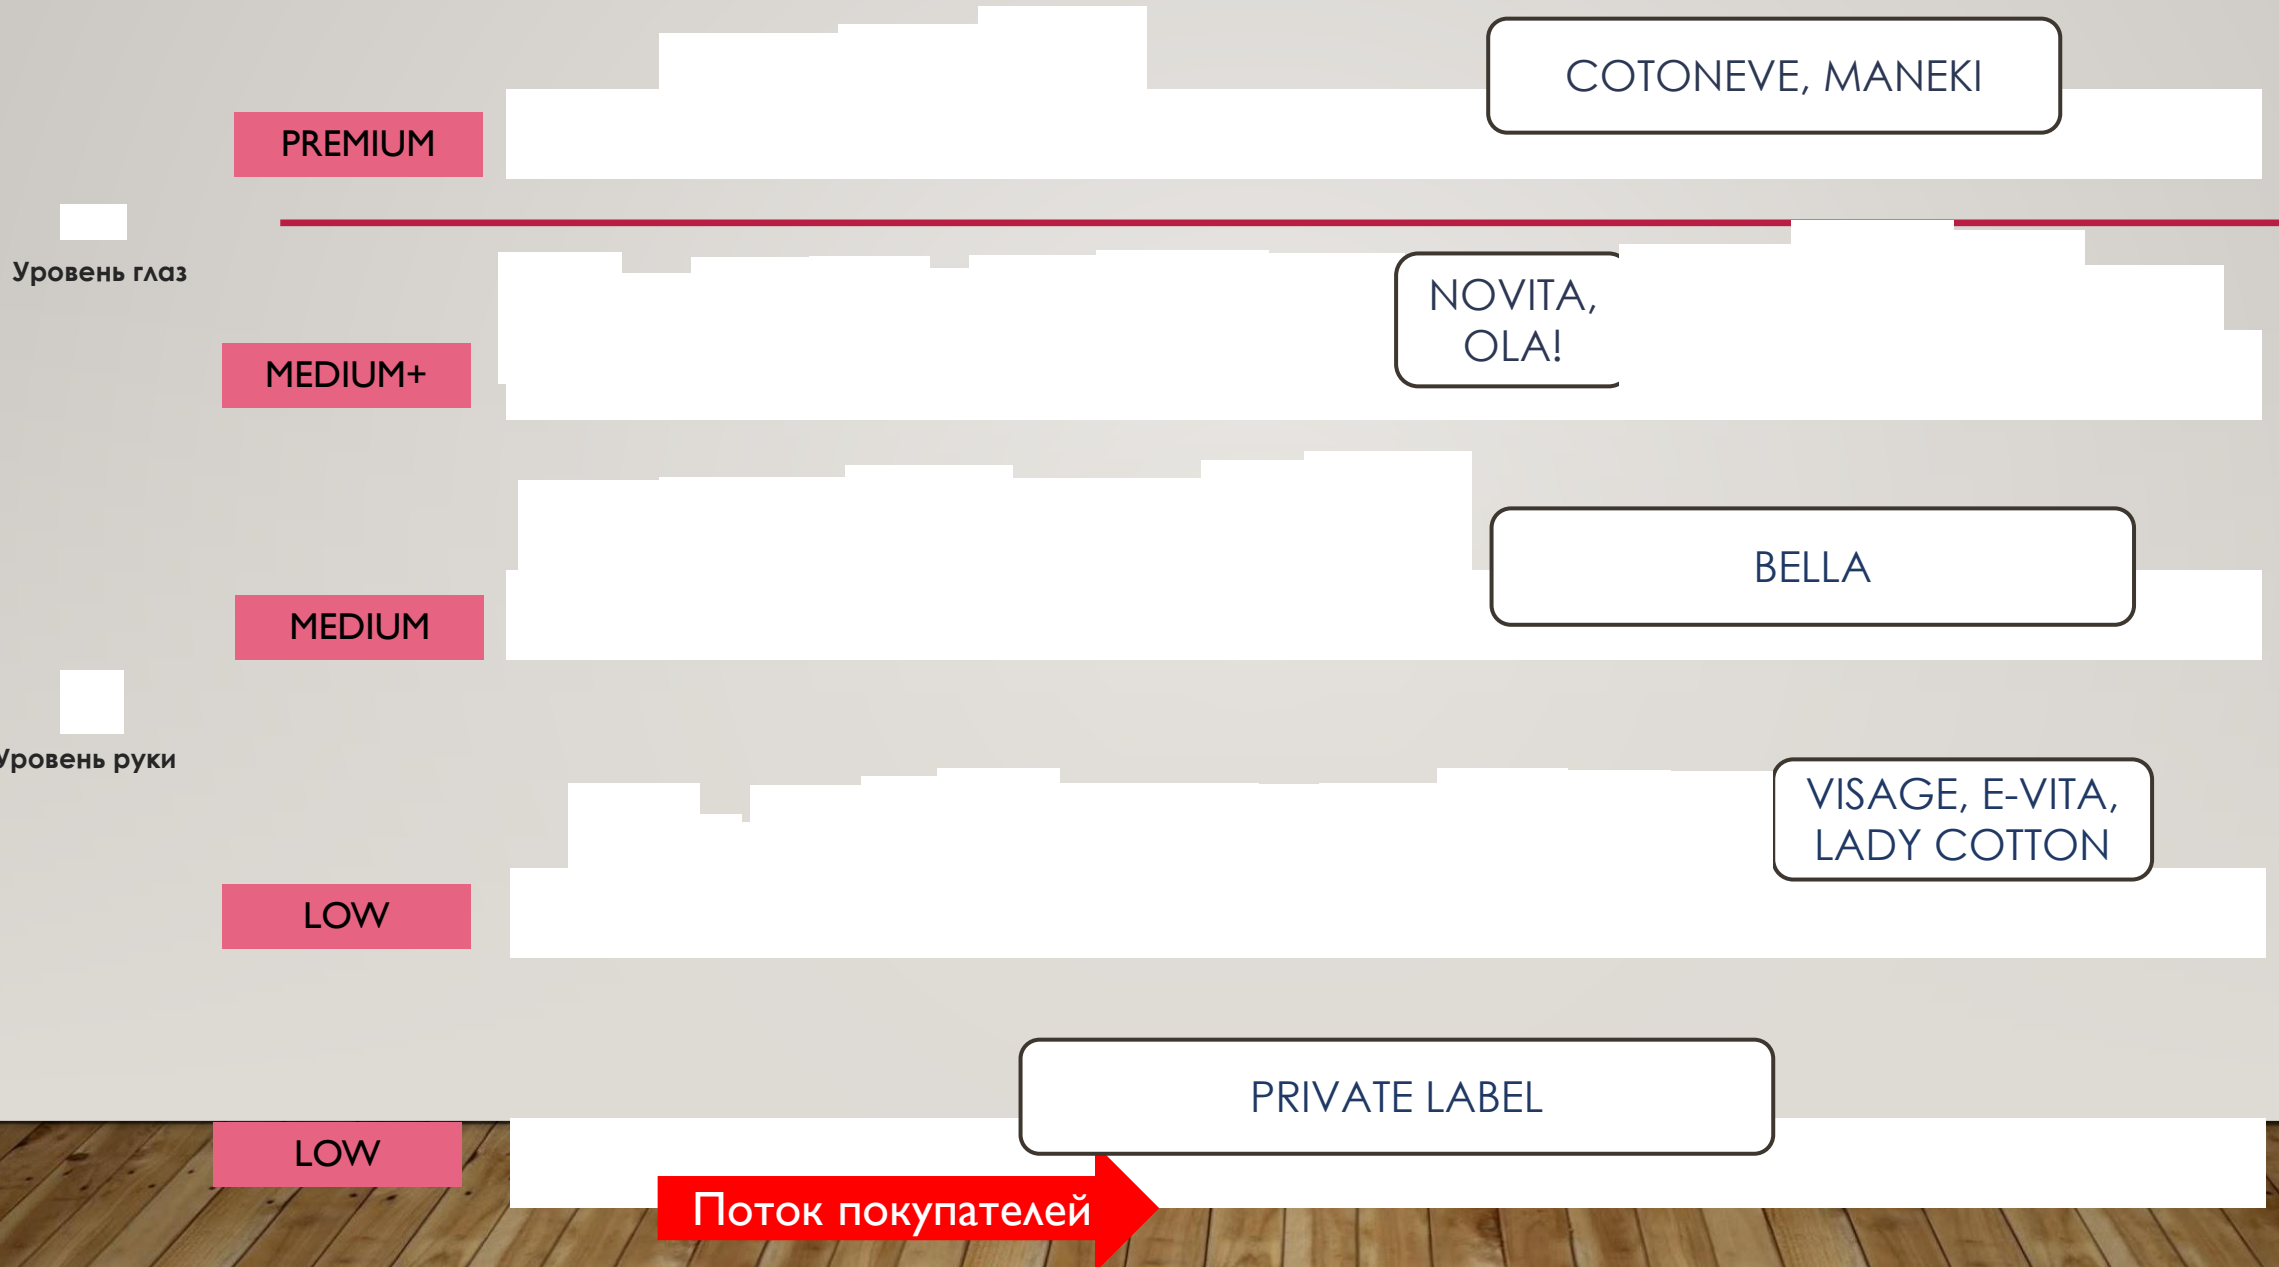 COTONEVE, MANEKI
PREMIUM
Уровень глаз
NOVITA,
OLA!
MEDIUM+
BELLA
MEDIUM
Уровень руки
VISAGE, E-VITA,
LADY COTTON
LOW
PRIVATE LABEL
LOW
Поток покупателей